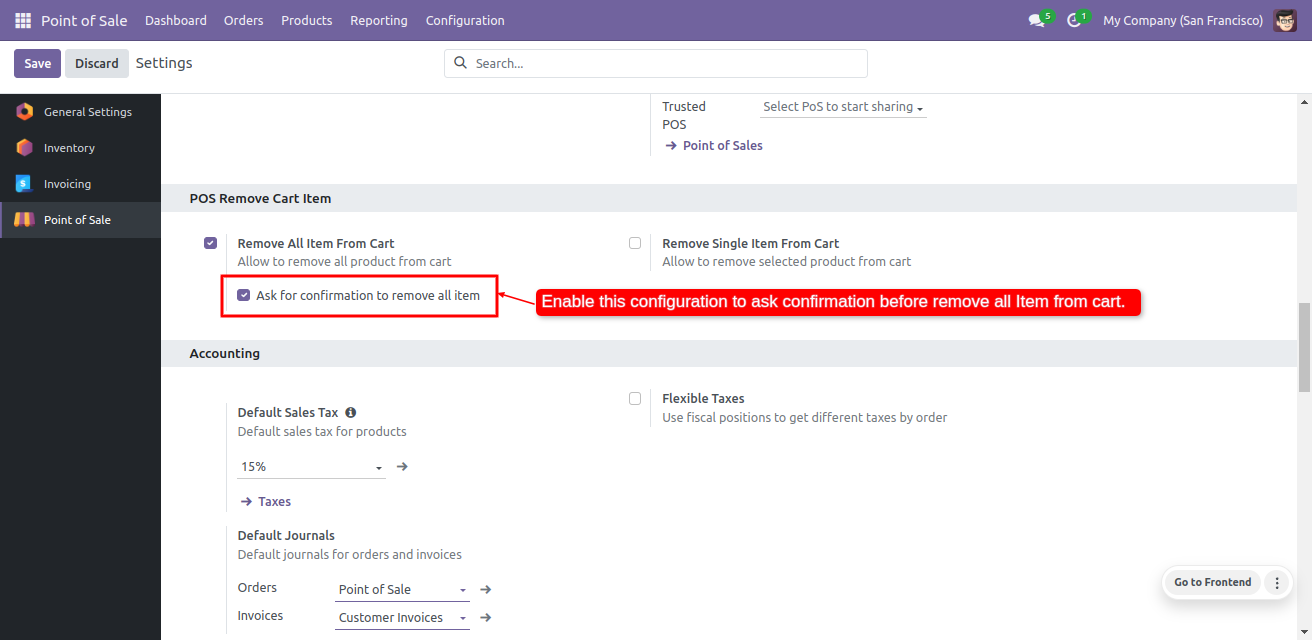 Point of Sale Dashboard Orders Products Reporting Configuration 5 1 My Company (San Francisco)
Save Discard Settings Search...
General Settings
Inventory
Invoicing
Point of Sale
Trusted POS Select PoS to start sharing
Point of Sales
POS Remove Cart Item
Remove All Item From Cart
Allow to remove all product from cart
Ask for confirmation to remove all item
Enable this configuration to ask confirmation before remove all Item from cart.
Remove Single Item From Cart
Allow to remove selected product from cart
Accounting
Default Sales Tax
Default sales tax for products
15%
Taxes
Flexible Taxes
Use fiscal positions to get different taxes by order
Default Journals
Default journals for orders and invoices
Orders Point of Sale
Invoices Customer Invoices
Go to Frontend